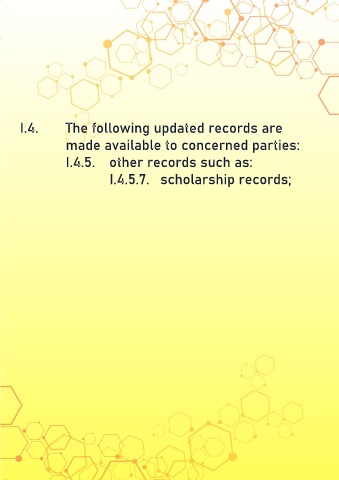 I.4. The following updated records are
made available to concerned parties:
I.4.5. other records such as:
I.4.5.7. scholarship records;